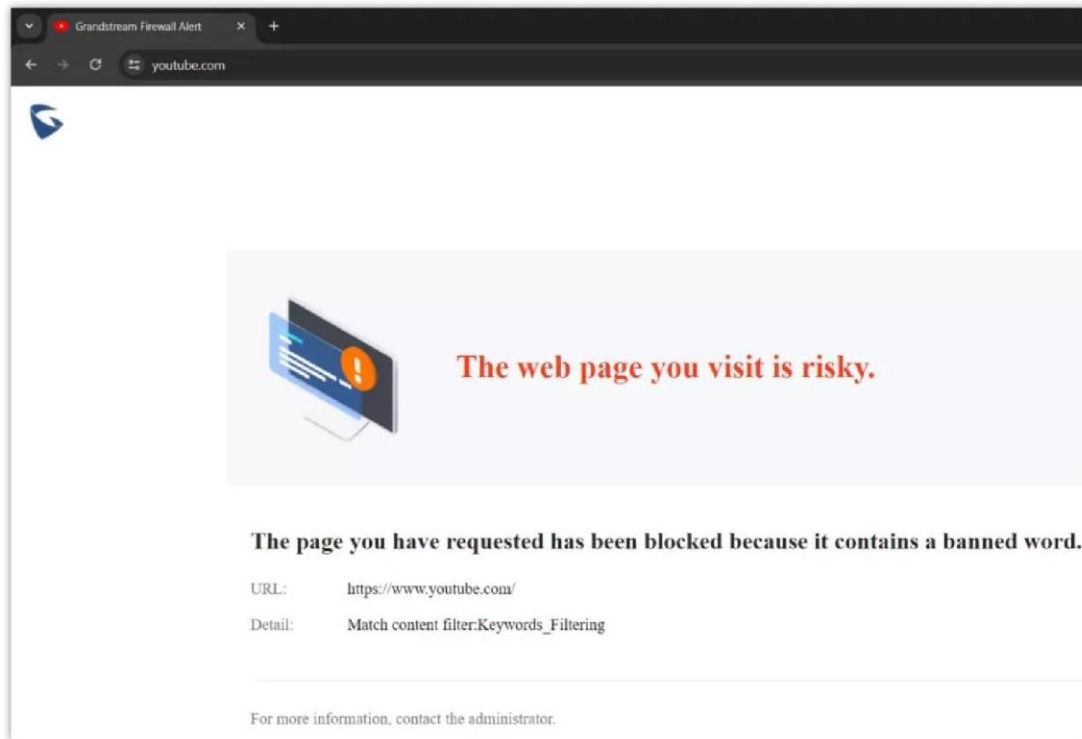 Grandstream Firewall Alert
youtube.com
The web page you visit is risky.
The page you have requested has been blocked because it contains a banned word.
URL: https://www.youtube.com/
Detail: Match content filter:Keywords_Filtering
For more information, contact the administrator.